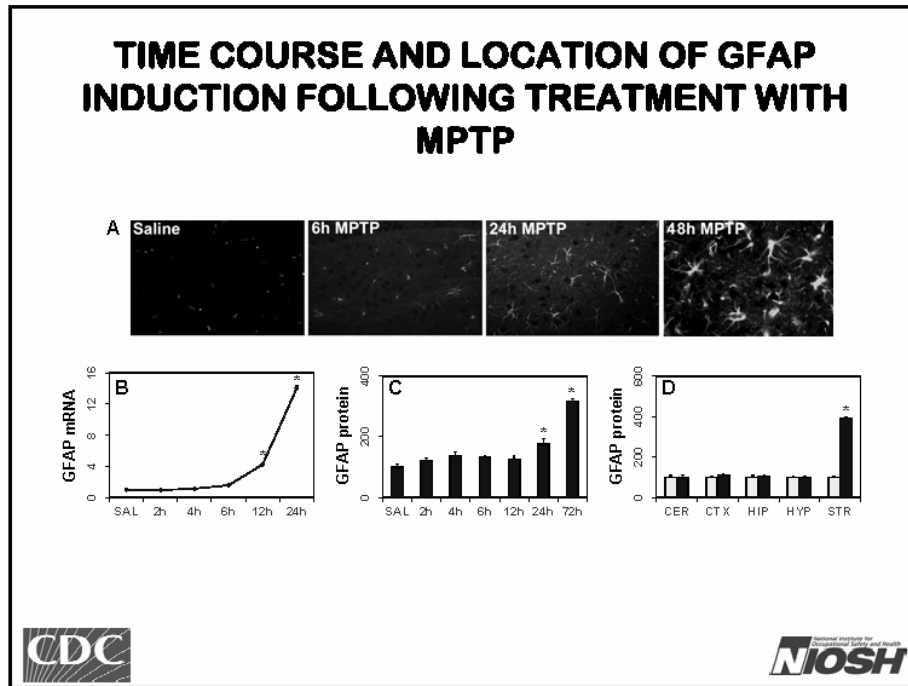 TIME COURSE AND LOCATION OF GFAP
INDUCTION FOLLOWING TREATMENT WITH
MPTP
A
Saline
6h MPTP
24h MPTP
48h MPTP
B
GFAP mRNA
16
12
8
4
0
*
*
SAL 2h 4h 6h 12h 24h
C
GFAP protein
400
200
0
*
*
SAL 2h 4h 6h 12h 24h 72h
D
GFAP protein
600
400
200
0
*
CER CTX HIP HYP STR
CDC
National Institute for
Occupational Safety and Health
NIOSH